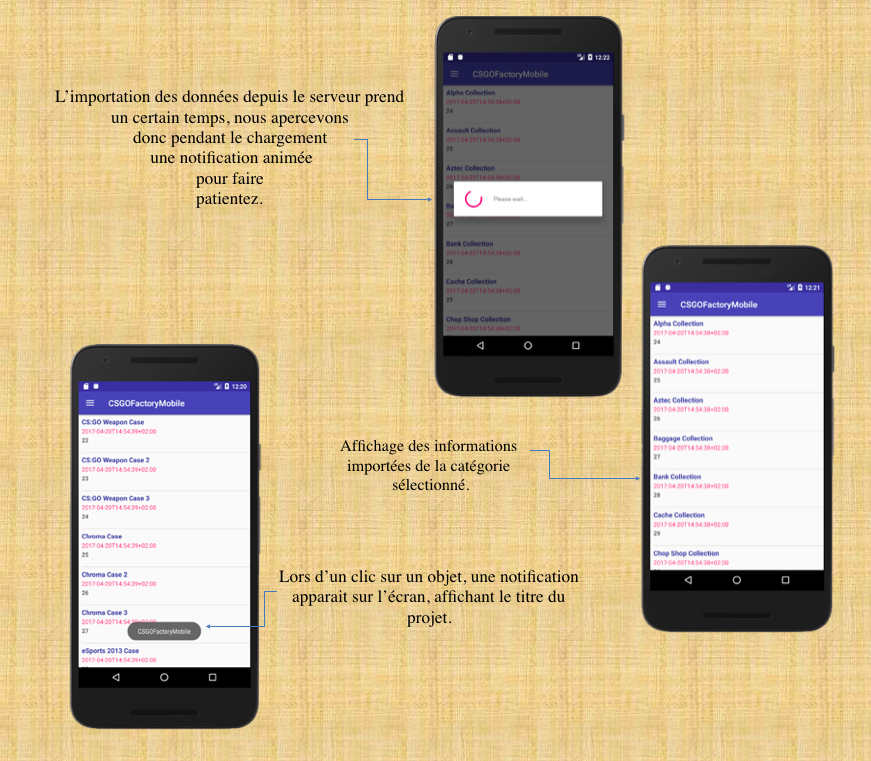 L'importation des données depuis le serveur prend
un certain temps, nous apercevons
donc pendant le chargement
une notification animée
pour faire
patientez.
12:22
CSGOFactoryMobile
Alpha Collection
2017-04-20T14:54:38+02:00
24
Assault Collection
2017-04-20T14:54:38+02:00
25
Aztec Collection
2017-04-20T14:54:38+02:00
26
Please wait...
27
Bank Collection
2017-04-20T14:54:38+02:00
28
Cache Collection
2017-04-20T14:54:38+02:00
29
Chop Shop Collection
2017-04-20T14:54:38+02:00
12:21
CSGOFactoryMobile
Alpha Collection
2017-04-20T14:54:38+02:00
24
Assault Collection
2017-04-20T14:54:38+02:00
25
Aztec Collection
2017-04-20T14:54:38+02:00
26
Baggage Collection
2017-04-20T14:54:38+02:00
27
Bank Collection
2017-04-20T14:54:38+02:00
28
Cache Collection
2017-04-20T14:54:38+02:00
29
Chop Shop Collection
2017-04-20T14:54:38+02:00
Affichage des informations
importées de la catégorie
sélectionné.
12:20
CSGOFactoryMobile
CS:GO Weapon Case
2017-04-20T14:54:39+02:00
22
CS:GO Weapon Case 2
2017-04-20T14:54:39+02:00
23
CS:GO Weapon Case 3
2017-04-20T14:54:39+02:00
24
Chroma Case
2017-04-20T14:54:39+02:00
25
Chroma Case 2
2017-04-20T14:54:39+02:00
26
Chroma Case 3
2017-04-20T14:54:39+02:00
27
CSGOFactoryMobile
eSports 2013 Case
2017-04-20T14:54:39+02:00
Lors d'un clic sur un objet, une notification
apparait sur l'écran, affichant le titre du
projet.